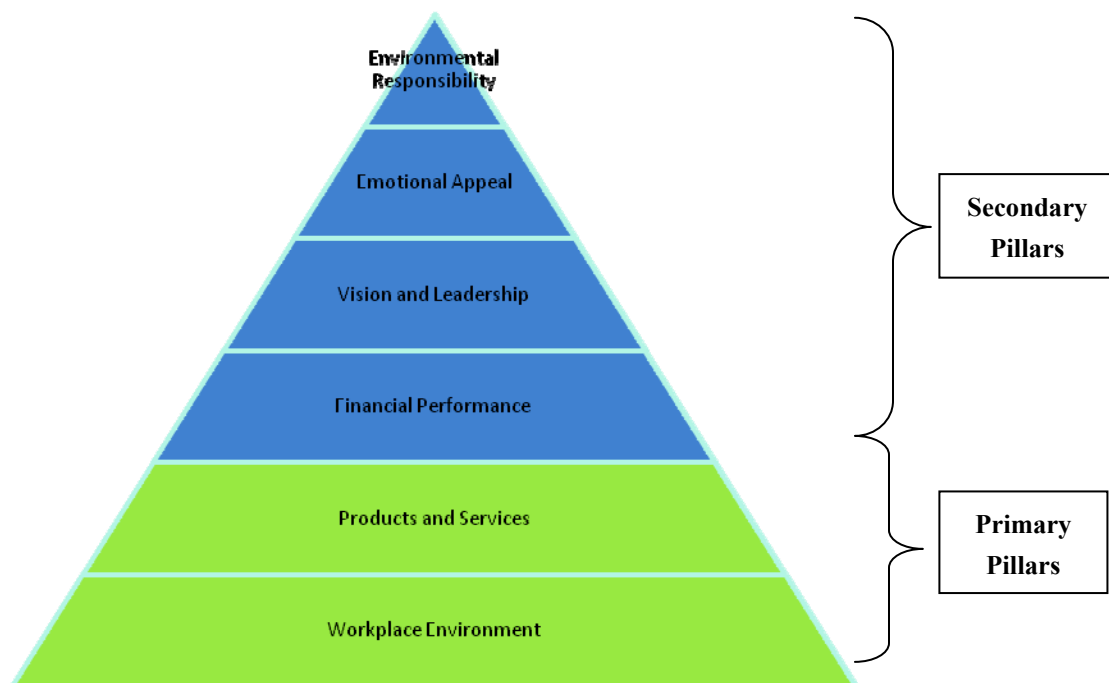 Environmental
Responsibility
Emotional Appeal
Vision and Leadership
Financial Performance
Products and Services
Workplace Environment
Secondary
Pillars
Primary
Pillars